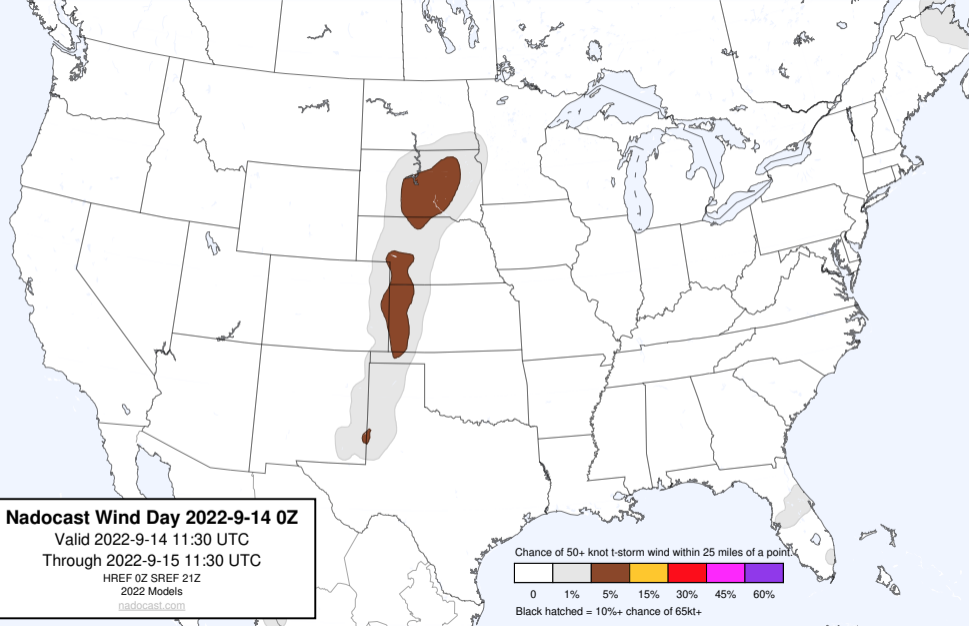 Nadocast Wind Day 2022-9-14 0Z
Valid 2022-9-14 11:30 UTC
Through 2022-9-15 11:30 UTC
HREF 0Z SREF 21Z
2022 Models
nadocast.com
Chance of 50+ knot t-storm wind within 25 miles of a point.
0 1% 5% 15% 30% 45% 60%
Black hatched = 10%+ chance of 65kt+